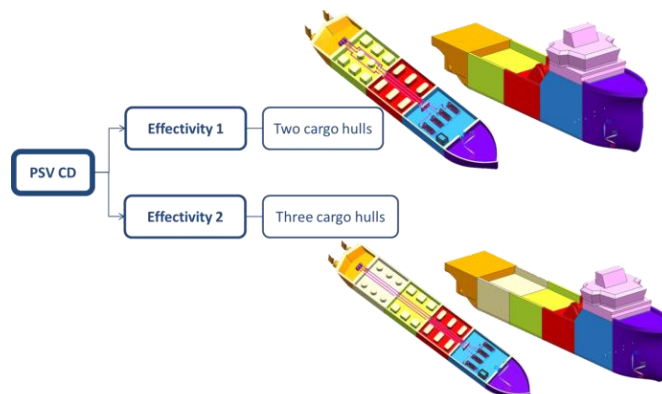 Effectivity 1
Two cargo hulls
PSV CD
Effectivity 2
Three cargo hulls